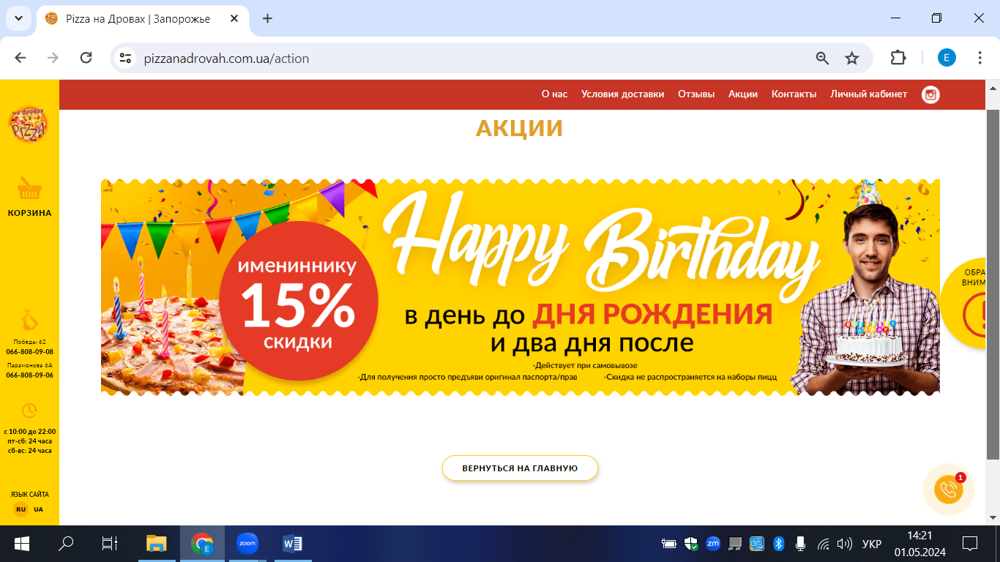 Pizza на Дровах | Запорожье
pizzanadrovah.com.ua/action
E
О нас Условия доставки Отзывы Акции Контакты Личный кабинет
на дровах
PIZZA
КОРЗИНА
Победы 62
066-808-09-08
Парамонова 6А
066-808-09-06
с 10:00 до 22:00
пт-сб: 24 часа
сб-вс: 24 часа
ЯЗЫК САЙТА
RU UA
АКЦИИ
имениннику
15%
скидки
Happy Birthday
в день до ДНЯ РОЖДЕНИЯ
и два дня после
-Действует при самовывозе
-Для получения просто предъяви оригинал паспорта/прав -Скидка не распространяется на наборы пицц
ОБРА
ВНИМ
ВЕРНУТЬСЯ НА ГЛАВНУЮ
1
E
zoom
W
zm
УКР
14:21
01.05.2024